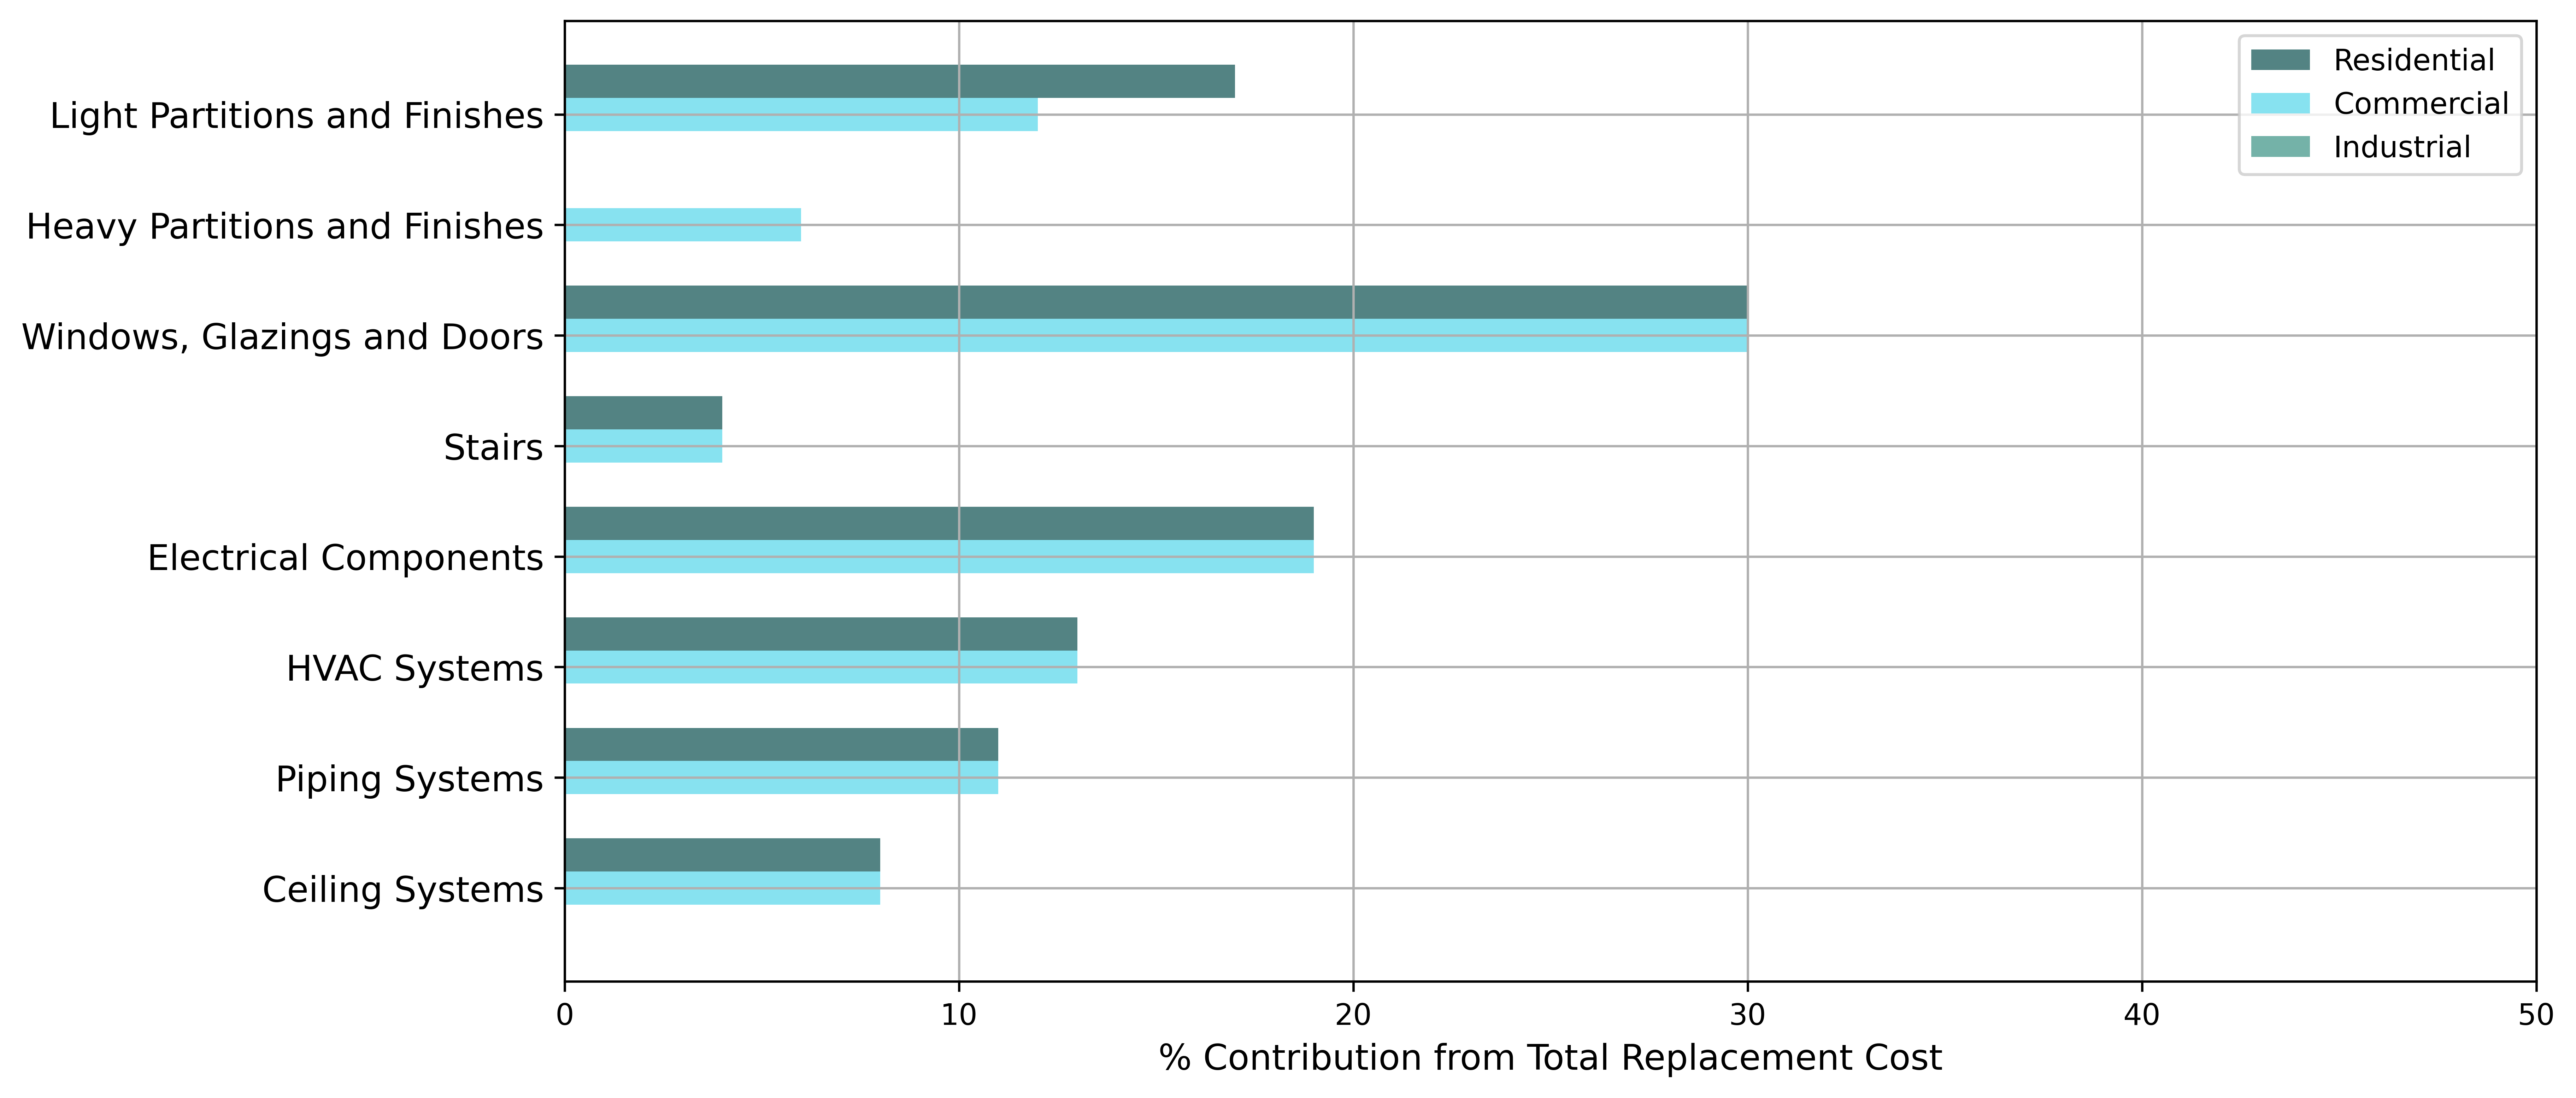 Residential
Commercial
Industrial
Light Partitions and Finishes
Heavy Partitions and Finishes
Windows, Glazings and Doors
Stairs
Electrical Components
HVAC Systems
Piping Systems
Ceiling Systems
0 10 20 30 40 50
% Contribution from Total Replacement Cost